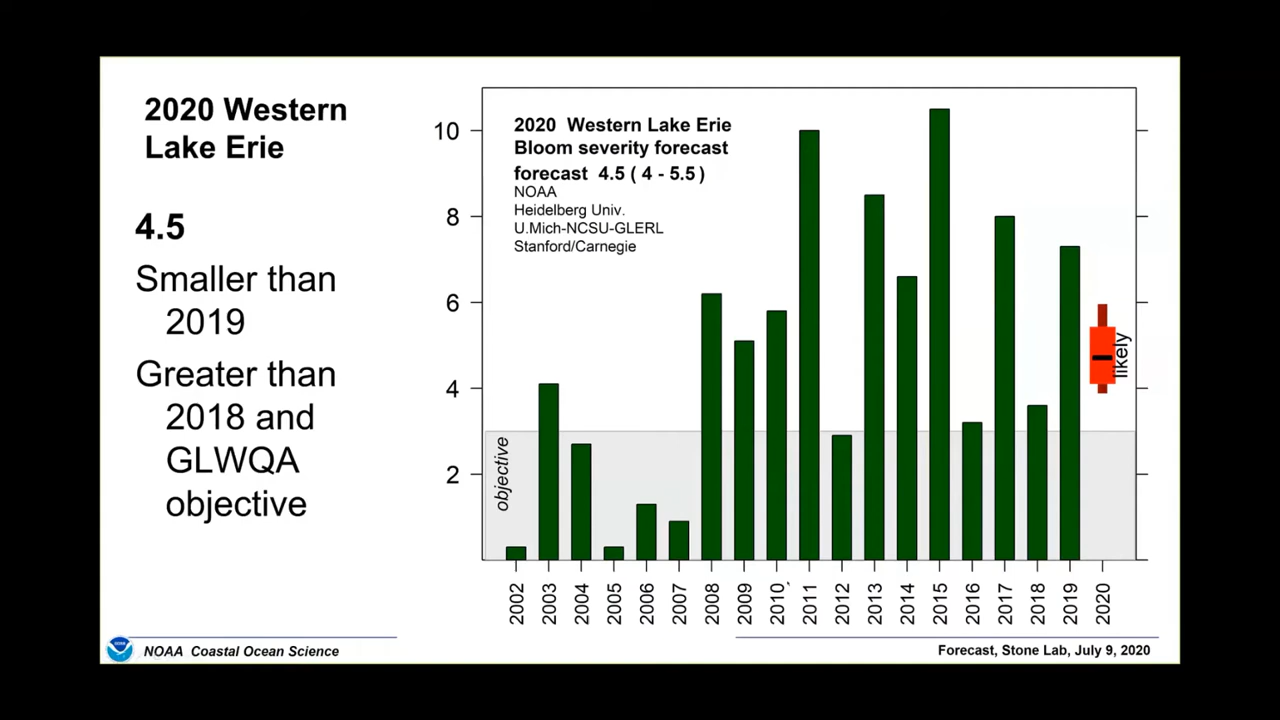 2020 Western
Lake Erie
4.5
Smaller than
2019
Greater than
2018 and
GLWQA
objective
2020 Western Lake Erie
Bloom severity forecast
forecast 4.5 ( 4 - 5.5 )
NOAA
Heidelberg Univ.
U.Mich-NCSU-GLERL
Stanford/Carnegie
10
8
6
4
2
objective
likely
2002 2003 2004 2005 2006 2007 2008 2009 2010 2011 2012 2013 2014 2015 2016 2017 2018 2019 2020
NOAA Coastal Ocean Science
Forecast, Stone Lab, July 9, 2020